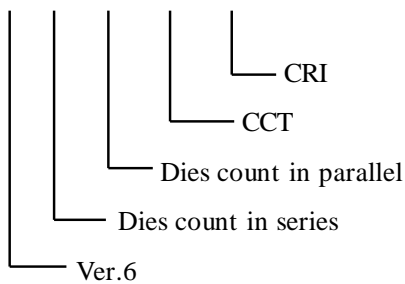 CRI
CCT
Dies count in parallel
Dies count in series
Ver.6